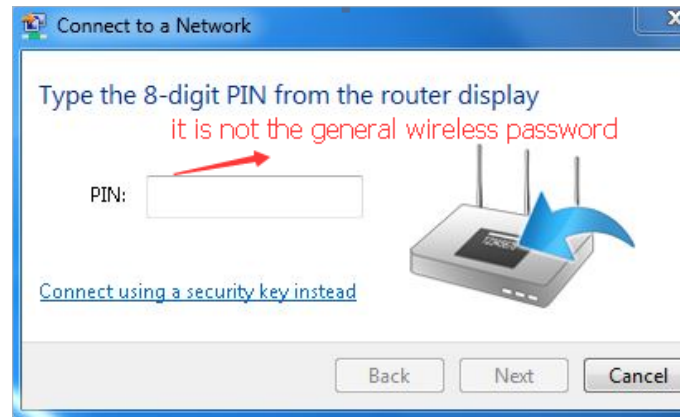 Connect to a Network
Type the 8-digit PIN from the router display
it is not the general wireless password
PIN:
Connect using a security key instead
Back Next Cancel